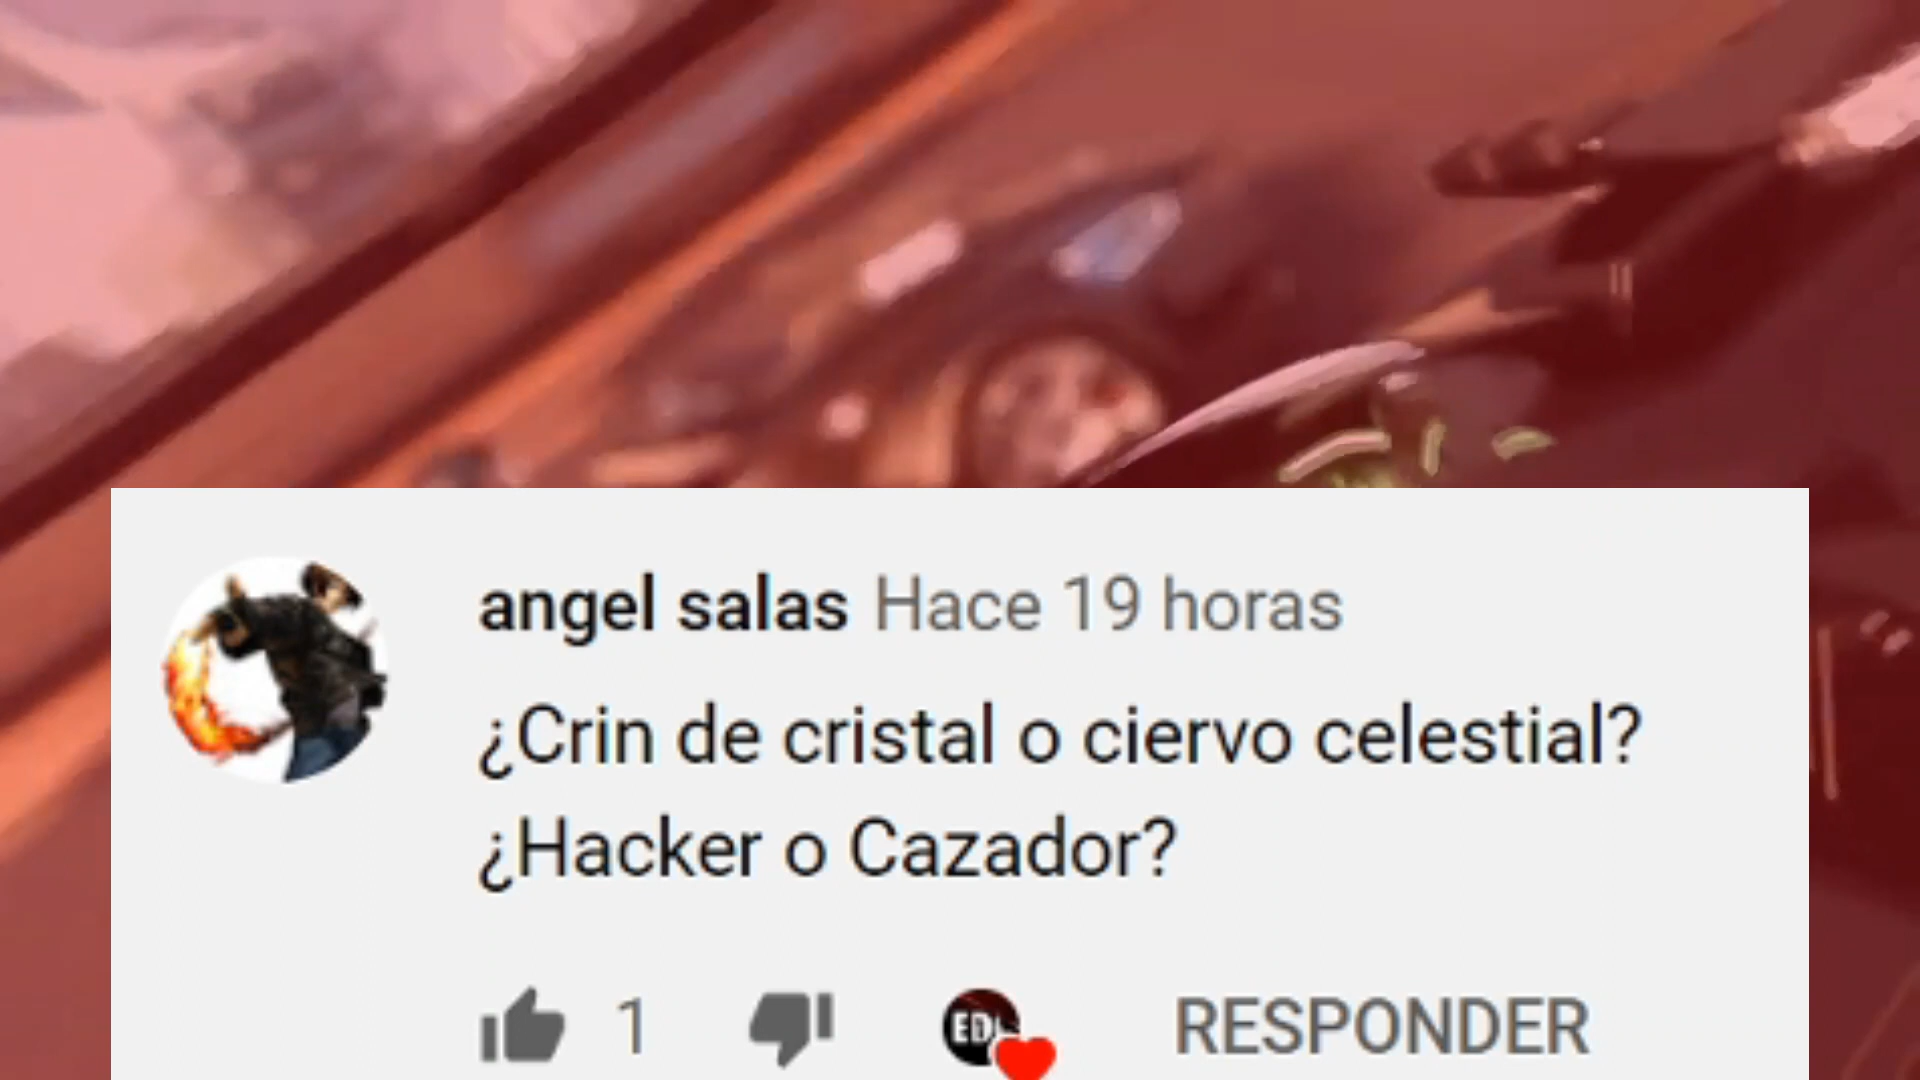 angel salas Hace 19 horas
¿Crin de cristal o ciervo celestial?
¿Hacker o Cazador?
1 RESPONDER